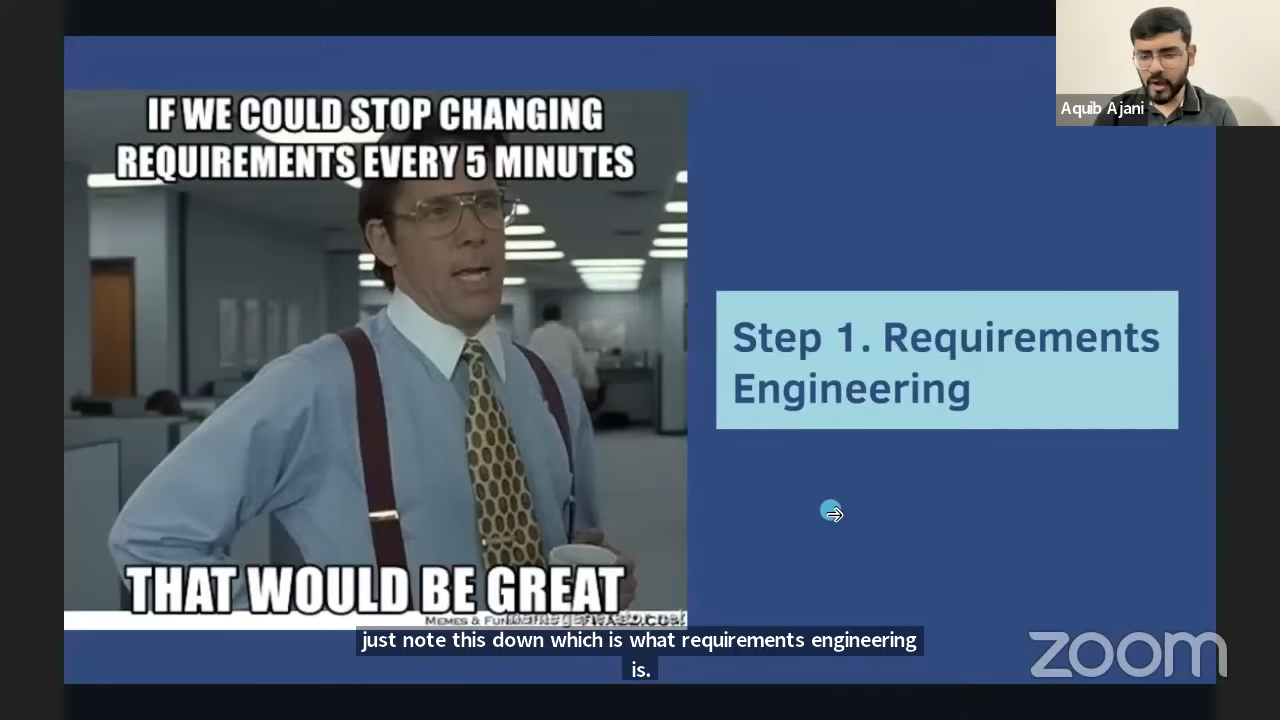 IF WE COULD STOP CHANGING
REQUIREMENTS EVERY 5 MINUTES
Aquib Ajani
Step 1. Requirements
Engineering
THAT WOULD BE GREAT
just note this down which is what requirements engineering
is.
zoom